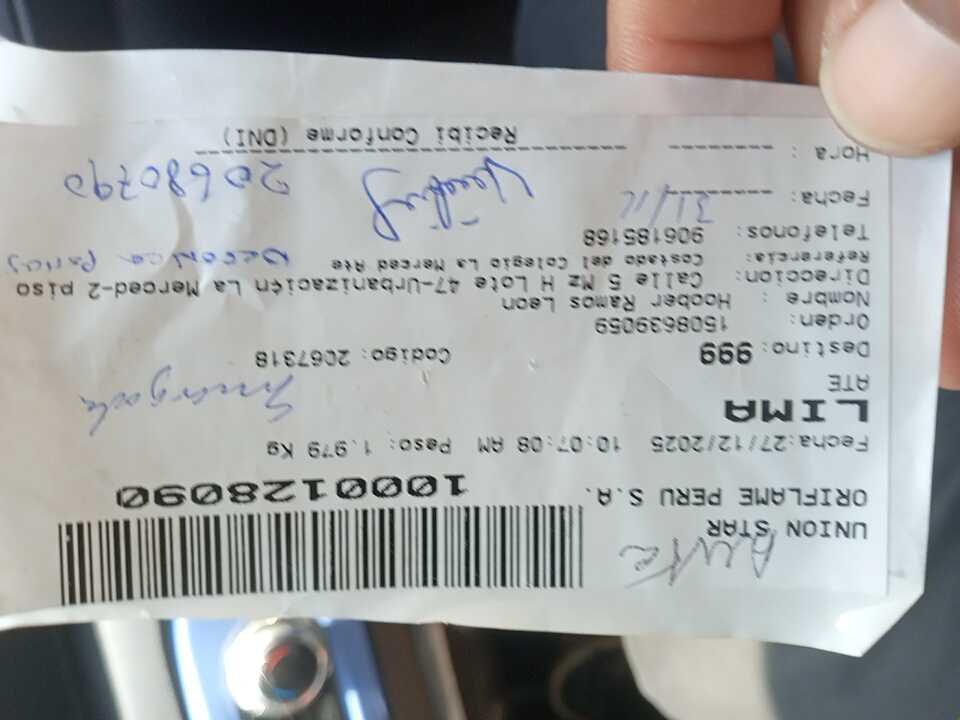 UNION STAR
ORIFLAME PERU S.A.
1000128090
Fecha:27/12/2025 10:07:08 AM Peso: 1.979 Kg
LIMA
ATE
Destino: 999 Codigo: 2067318
Orden: 1508639059
Nombre : Hoober Ramos Leon
Direccion: Calle 5 Mz H Lote 47-Urbanización La Merced-2 piso
Referencia: Costado del Colegio La Merced Ate
Telefonos: 906185168
Fecha: 31/12
Hora :
20680790
Recibi Conforme (DNI)